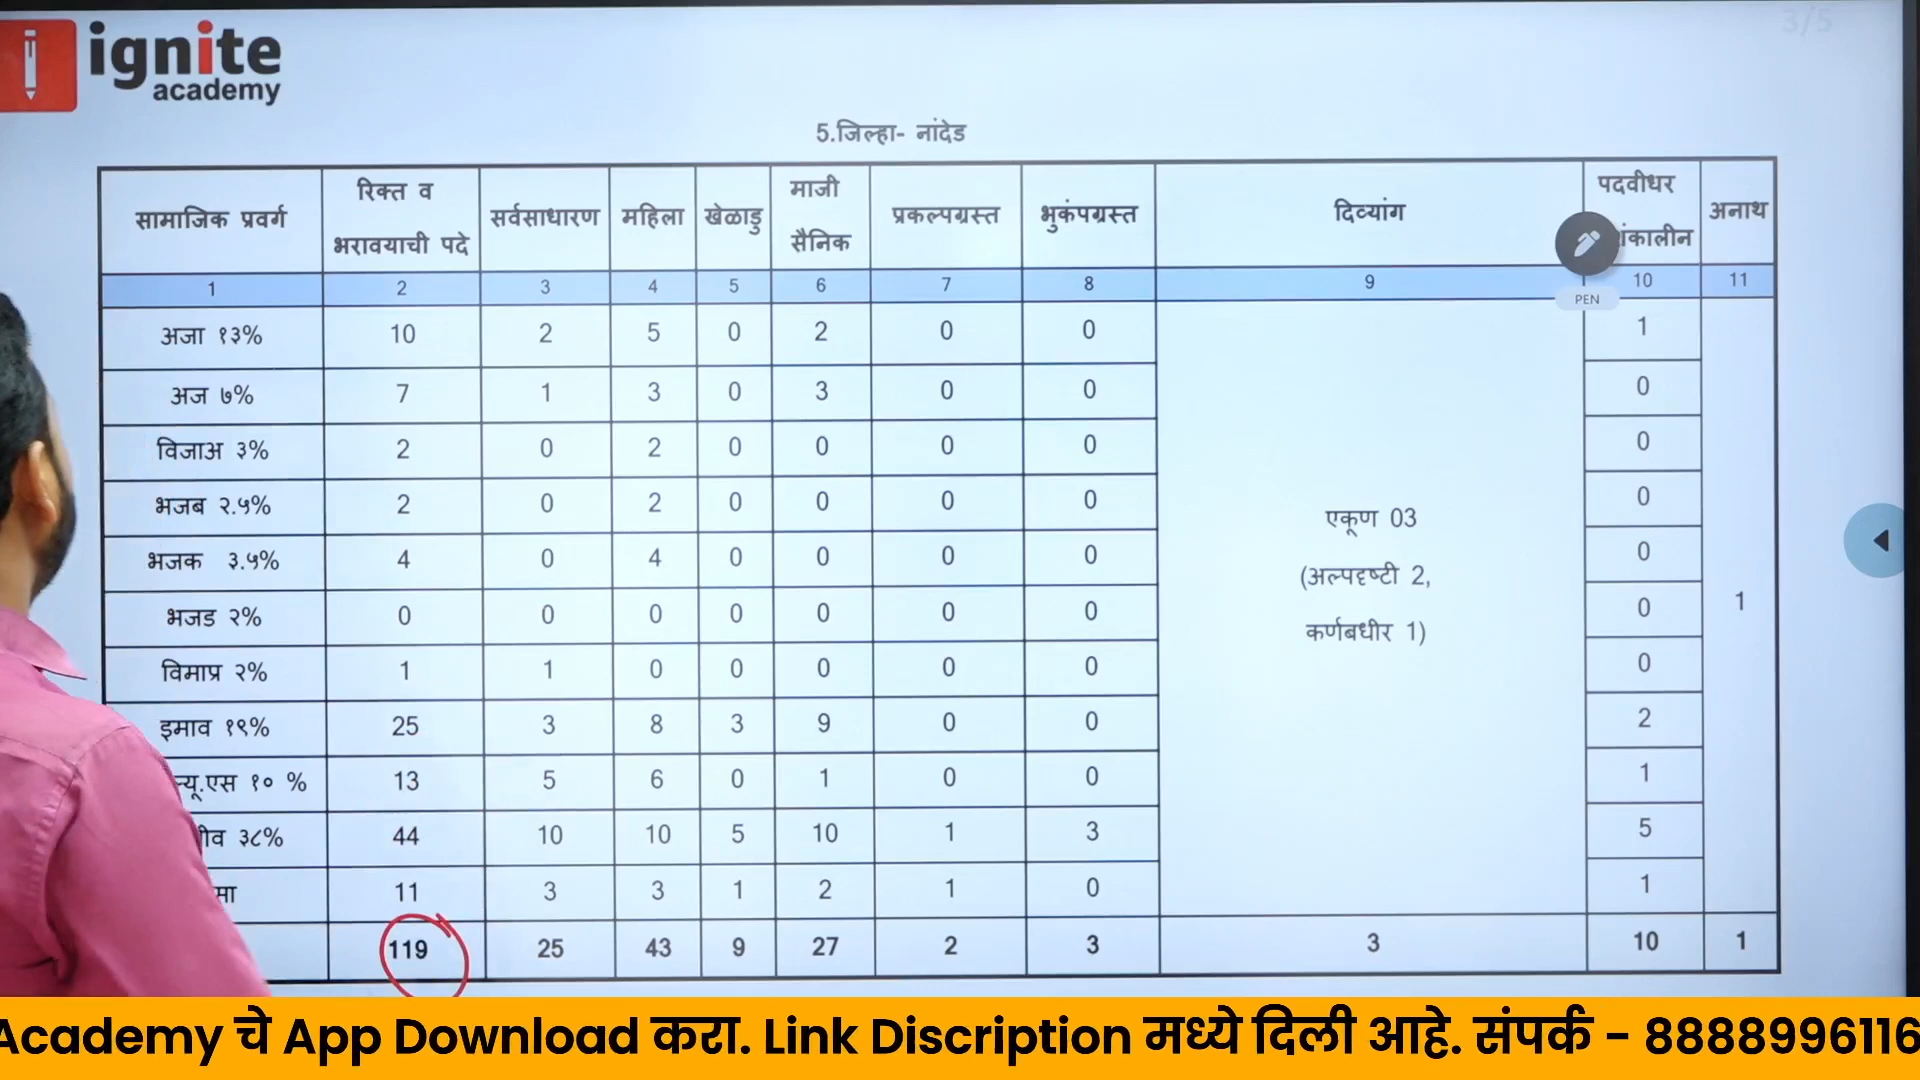 ignite
academy
3/5
5.जिल्हा- नांदेड
सामाजिक प्रवर्ग रिक्त व भरावयाची पदे सर्वसाधारण महिला खेळाडु माजी सैनिक प्रकल्पग्रस्त भुकंपग्रस्त दिव्यांग पदवीधर ंकालीन अनाथ
1 2 3 4 5 6 7 8 9 10 11
PEN
अजा १३% 10 2 5 0 2 0 0 1
अज ७% 7 1 3 0 3 0 0 0
विजाअ ३% 2 0 2 0 0 0 0 0
भजब २.५% 2 0 2 0 0 0 0 0
भजक ३.५% 4 0 4 0 0 0 0 0
भजड २% 0 0 0 0 0 0 0 0
विमाप्र २% 1 1 0 0 0 0 0 0
इमाव १९% 25 3 8 3 9 0 0 2
्यू.एस १० % 13 5 6 0 1 0 0 1
ीव ३८% 44 10 10 5 10 1 3 5
मा 11 3 3 1 2 1 0 1
एकूण 03
(अल्पदृष्टी 2,
कर्णबधीर 1)
1
119 25 43 9 27 2 3 3 10 1
Academy चे App Download करा. Link Discription मध्ये दिली आहे. संपर्क - 8888996116